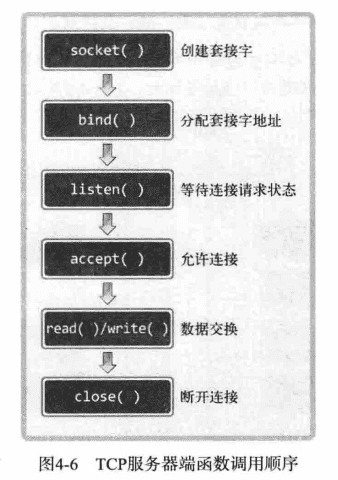 socket( ) 创建套接字
bind( ) 分配套接字地址
listen( ) 等待连接请求状态
accept( ) 允许连接
read( )/write( ) 数据交换
close( ) 断开连接
图4-6 TCP服务器端函数调用顺序